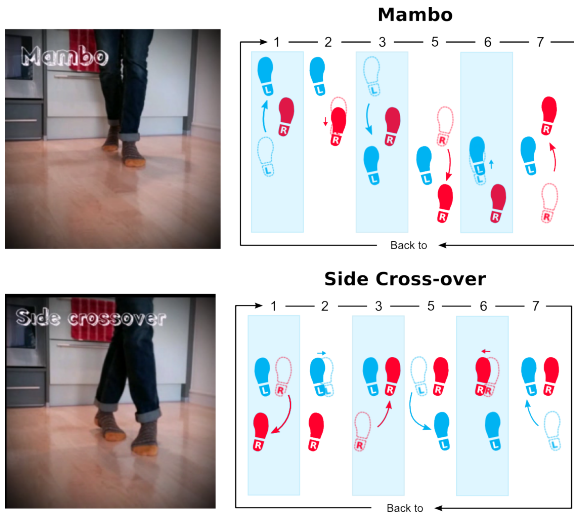 Mambo
Mambo
1 2 3 5 6 7
L L L L L L L L
R R R R R R R R R
Back to
Side Cross-over
Side crossover
1 2 3 5 6 7
L R L L L R L R L R R L R
R R R L L L
Back to